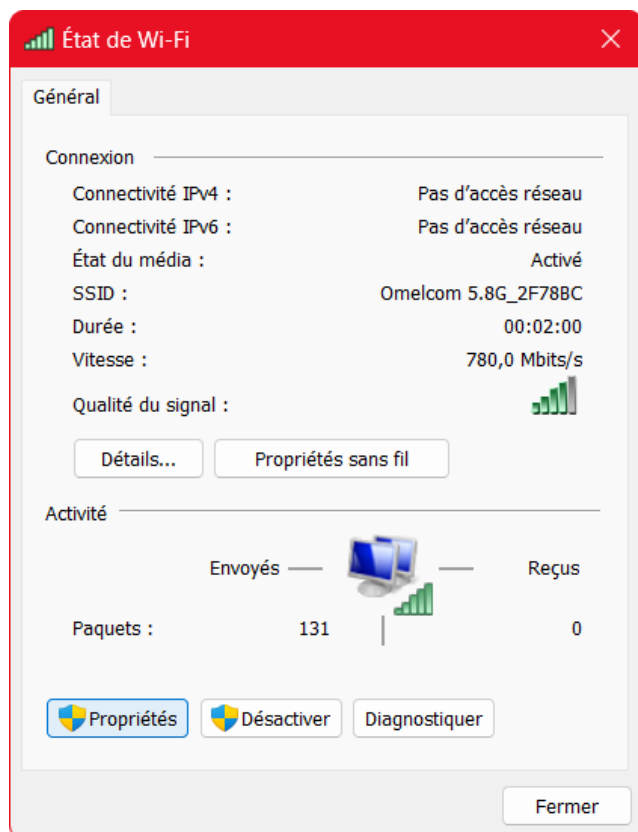 État de Wi-Fi
Général
Connexion
Connectivité IPv4 : Pas d’accès réseau
Connectivité IPv6 : Pas d’accès réseau
État du média : Activé
SSID : Omelcom 5.8G_2F78BC
Durée : 00:02:00
Vitesse : 780,0 Mbits/s
Qualité du signal :
Détails... Propriétés sans fil
Activité
Envoyés Reçus
Paquets : 131 0
Propriétés Désactiver Diagnostiquer
Fermer